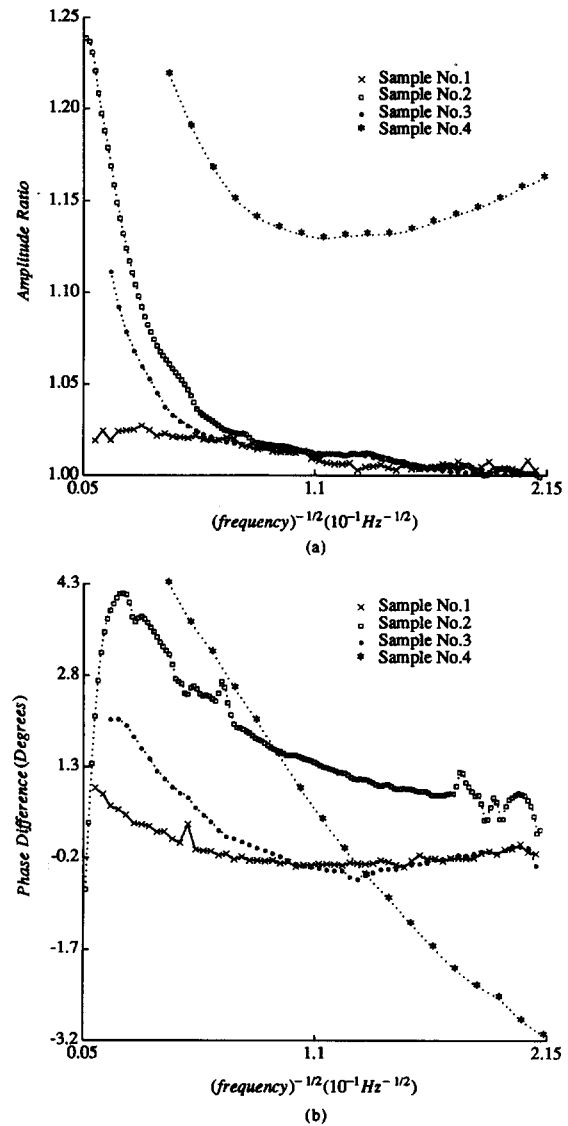 1.25
1.20
1.15
1.10
1.05
1.00
Amplitude Ratio
× Sample No.1
□ Sample No.2
• Sample No.3
* Sample No.4
0.05 1.1 2.15
(frequency)^{-1/2}(10^{-1}Hz^{-1/2})
(a)
4.3
2.8
1.3
-0.2
-1.7
-3.2
Phase Difference (Degrees)
× Sample No.1
□ Sample No.2
• Sample No.3
* Sample No.4
0.05 1.1 2.15
(frequency)^{-1/2}(10^{-1}Hz^{-1/2})
(b)